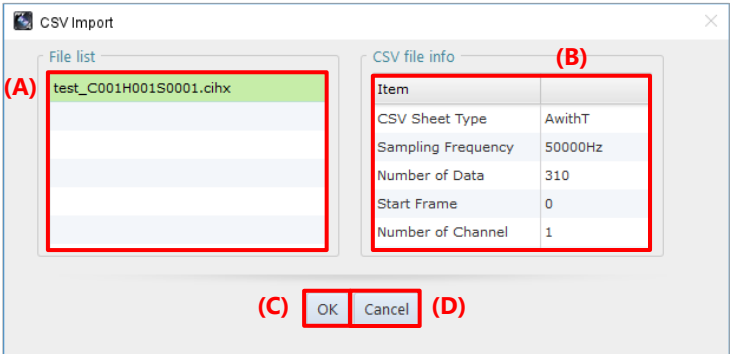 CSV Import
File list
CSV file info
(A)
(B)
test_C001H001S0001.cihx
Item
CSV Sheet Type AwithT
Sampling Frequency 50000Hz
Number of Data 310
Start Frame 0
Number of Channel 1
(C) OK Cancel (D)